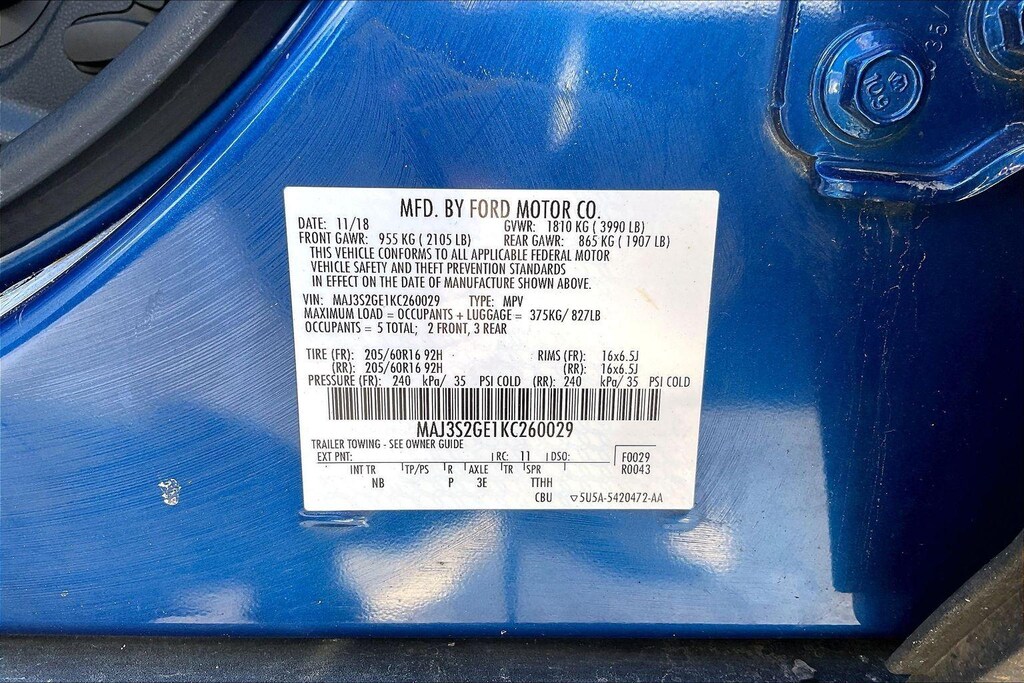 MFD. BY FORD MOTOR CO.
DATE: 11/18 GVWR: 1810 KG ( 3990 LB)
FRONT GAWR: 955 KG ( 2105 LB) REAR GAWR: 865 KG ( 1907 LB)
THIS VEHICLE CONFORMS TO ALL APPLICABLE FEDERAL MOTOR
VEHICLE SAFETY AND THEFT PREVENTION STANDARDS
IN EFFECT ON THE DATE OF MANUFACTURE SHOWN ABOVE.
VIN: MAJ3S2GE1KC260029 TYPE: MPV
MAXIMUM LOAD = OCCUPANTS + LUGGAGE = 375KG/ 827LB
OCCUPANTS = 5 TOTAL; 2 FRONT, 3 REAR
TIRE (FR): 205/60R16 92H RIMS (FR): 16x6.5J
(RR): 205/60R16 92H (RR): 16x6.5J
PRESSURE (FR): 240 kPa/ 35 PSI COLD (RR): 240 kPa/ 35 PSI COLD
MAJ3S2GE1KC260029
TRAILER TOWING - SEE OWNER GUIDE
EXT PNT: RC: 11 DSO: F0029
INT TR TP/PS R AXLE TR SPR R0043
NB P 3E TTHH
CBU ▽5U5A-5420472-AA
109